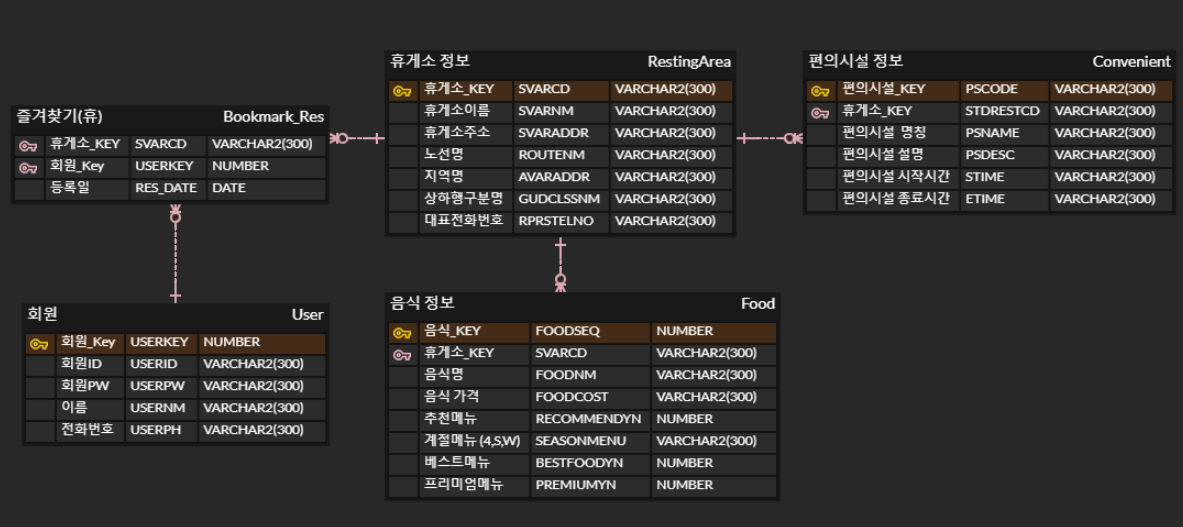 즐겨찾기(휴) Bookmark_Res
휴게소_KEY SVARCD VARCHAR2(300)
회원_Key USERKEY NUMBER
등록일 RES_DATE DATE
회원 User
회원_Key USERKEY NUMBER
회원ID USERID VARCHAR2(300)
회원PW USERPW VARCHAR2(300)
이름 USERNM VARCHAR2(300)
전화번호 USERPH VARCHAR2(300)
휴게소 정보 RestingArea
휴게소_KEY SVARCD VARCHAR2(300)
휴게소이름 SVARNM VARCHAR2(300)
휴게소주소 SVARADDR VARCHAR2(300)
노선명 ROUTENM VARCHAR2(300)
지역명 AVARADDR VARCHAR2(300)
상하행구분명 GUDCLSSNM VARCHAR2(300)
대표전화번호 RPRSTELNO VARCHAR2(300)
음식 정보 Food
음식_KEY FOODSEQ NUMBER
휴게소_KEY SVARCD VARCHAR2(300)
음식명 FOODNM VARCHAR2(300)
음식 가격 FOODCOST VARCHAR2(300)
추천메뉴 RECOMMENDYN NUMBER
계절메뉴 (4,S,W) SEASONMENU VARCHAR2(300)
베스트메뉴 BESTFOODYN NUMBER
프리미엄메뉴 PREMIUMYN NUMBER
편의시설 정보 Convenient
편의시설_KEY PSCODE VARCHAR2(300)
휴게소_KEY STDRESTCD VARCHAR2(300)
편의시설 명칭 PSNAME VARCHAR2(300)
편의시설 설명 PSDESC VARCHAR2(300)
편의시설 시작시간 STIME VARCHAR2(300)
편의시설 종료시간 ETIME VARCHAR2(300)